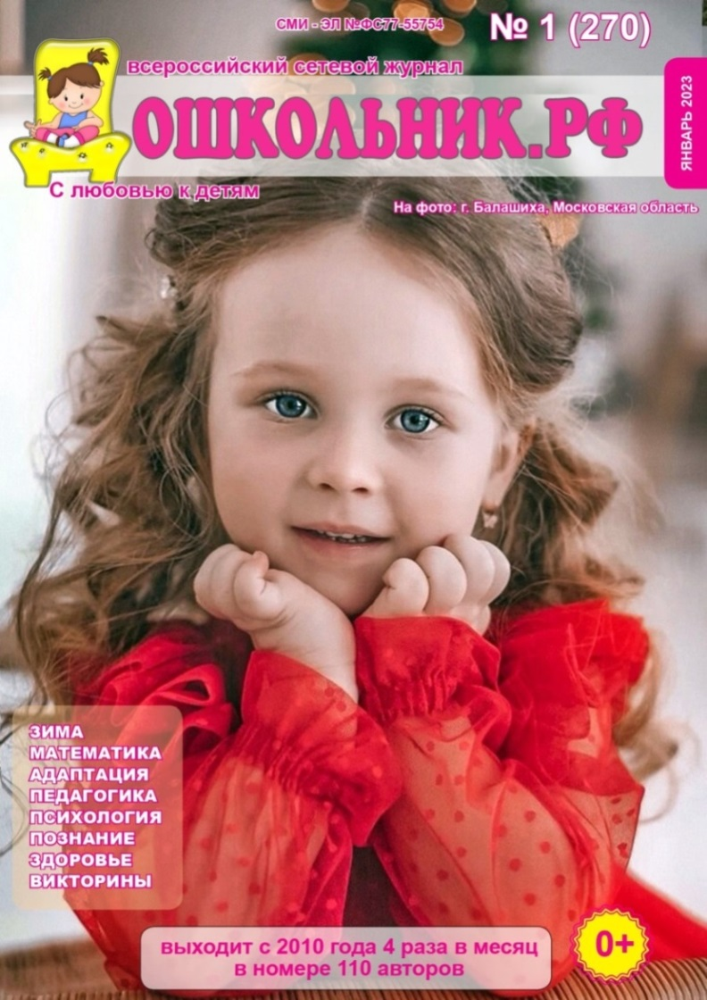 СМИ - ЭЛ №ФС77-55754
№ 1 (270)
всероссийский сетевой журнал
ОШКОЛЬНИК.РФ
ЯНВАРЬ 2023
С любовью к детям
На фото: г. Балашиха, Московская область
ЗИМА
МАТЕМАТИКА
АДАПТАЦИЯ
ПЕДАГОГИКА
ПСИХОЛОГИЯ
ПОЗНАНИЕ
ЗДОРОВЬЕ
ВИКТОРИНЫ
выходит с 2010 года 4 раза в месяц
в номере 110 авторов
0+